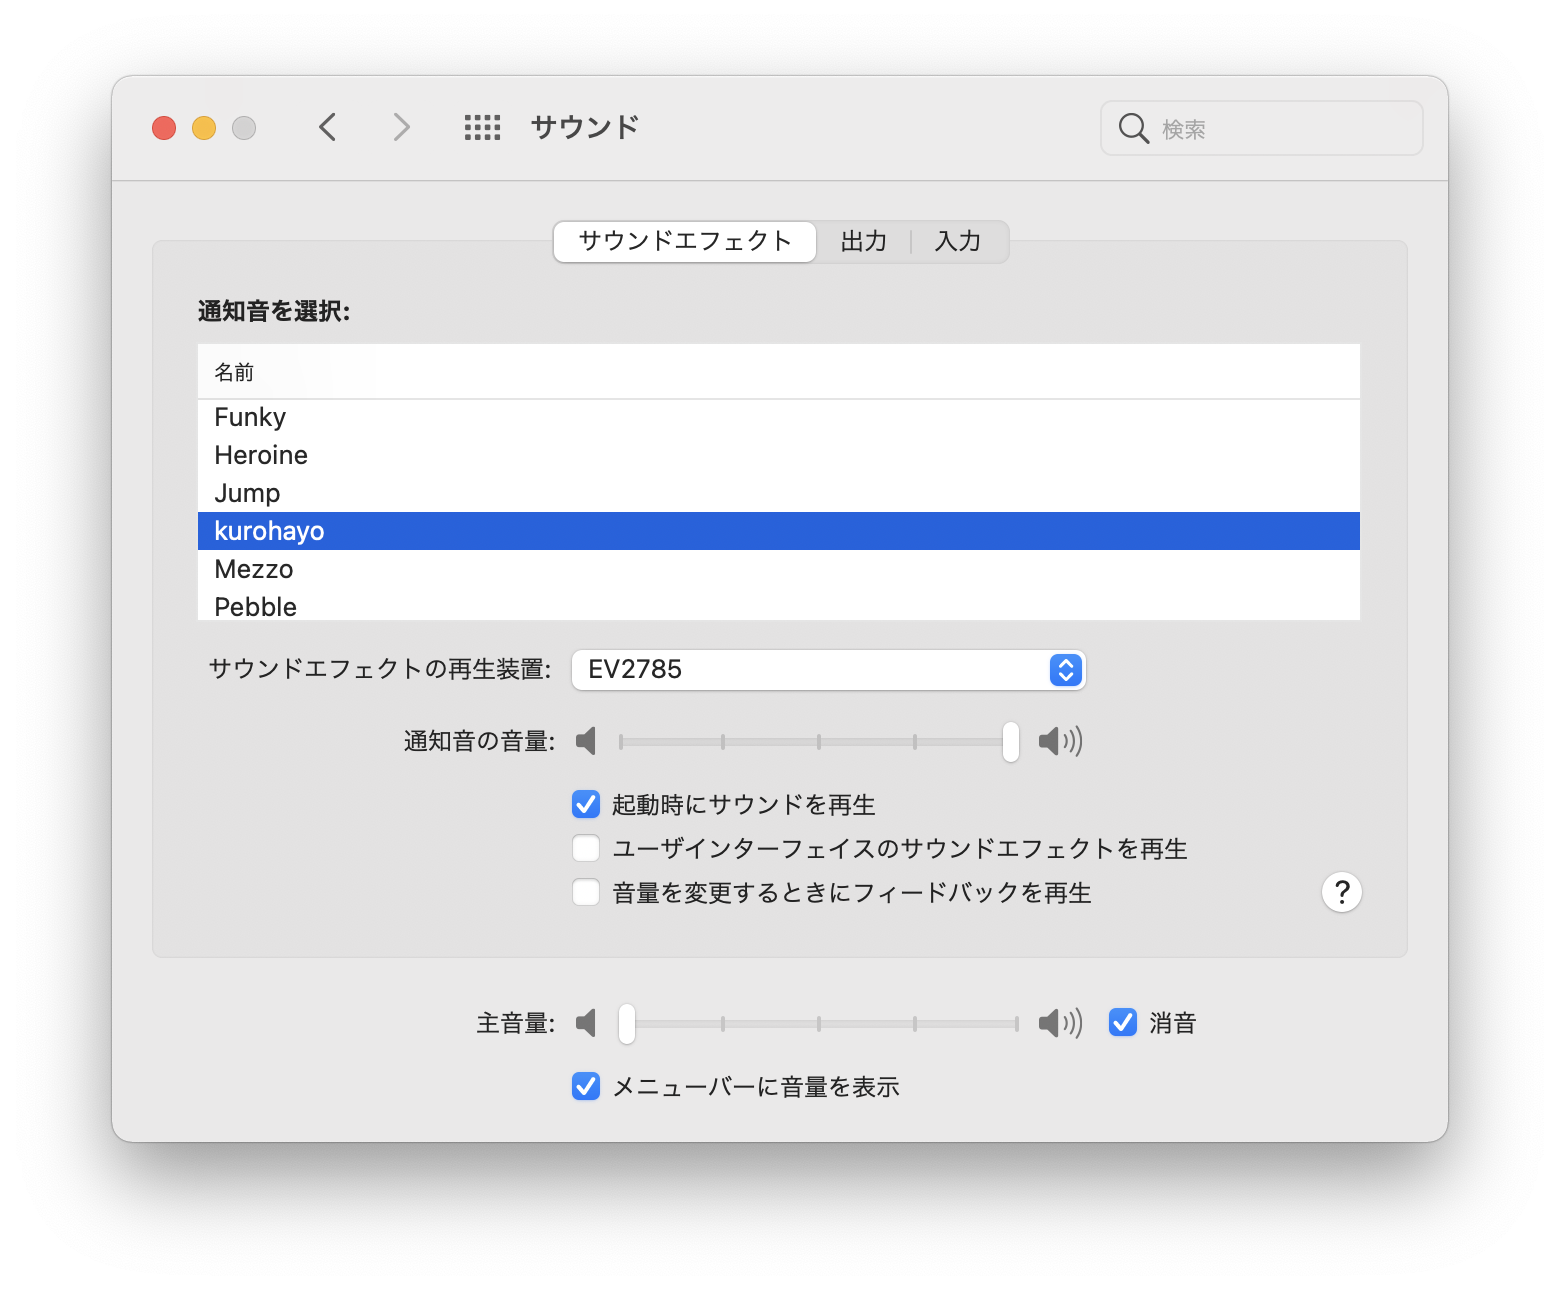 サウンド
検索
サウンドエフェクト 出力 入力
通知音を選択:
名前
Funky
Heroine
Jump
kurohayo
Mezzo
Pebble
サウンドエフェクトの再生装置: EV2785
通知音の音量:
起動時にサウンドを再生
ユーザインターフェイスのサウンドエフェクトを再生
音量を変更するときにフィードバックを再生
?
主音量: 消音
メニューバーに音量を表示